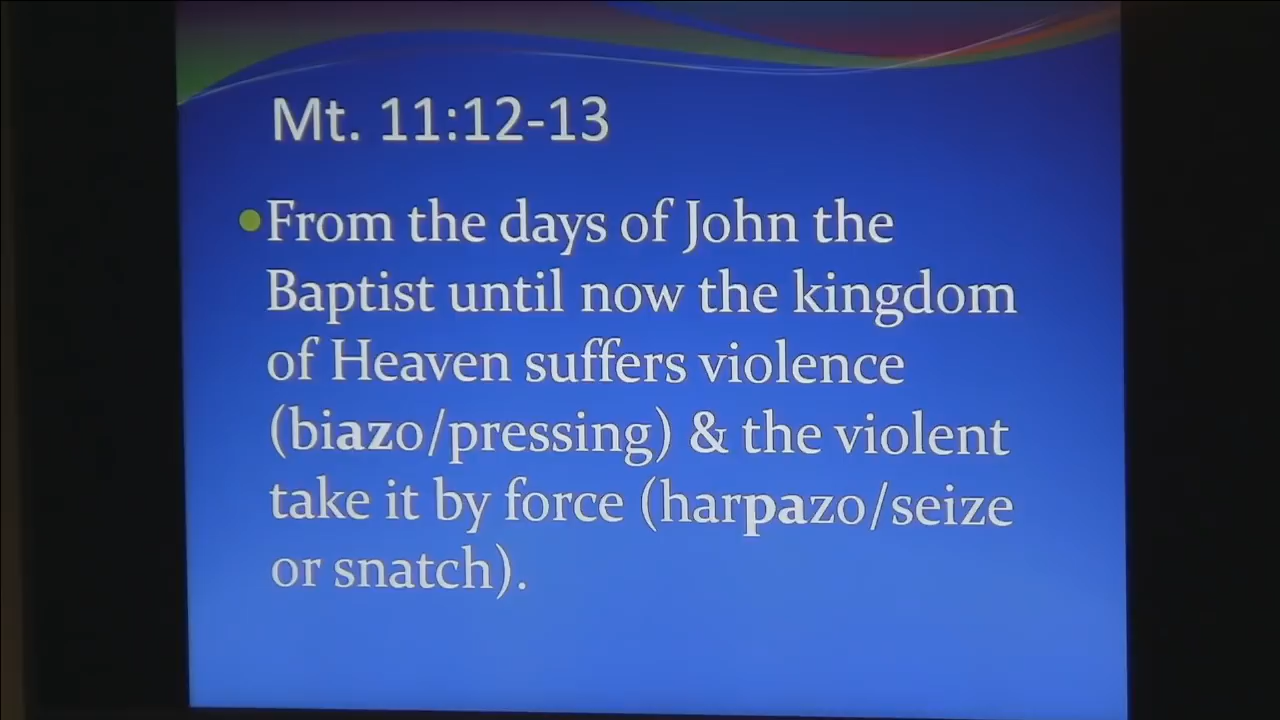 Mt. 11:12-13
•From the days of John the
Baptist until now the kingdom
of Heaven suffers violence
(biazo/pressing) & the violent
take it by force (harpazo/seize
or snatch).